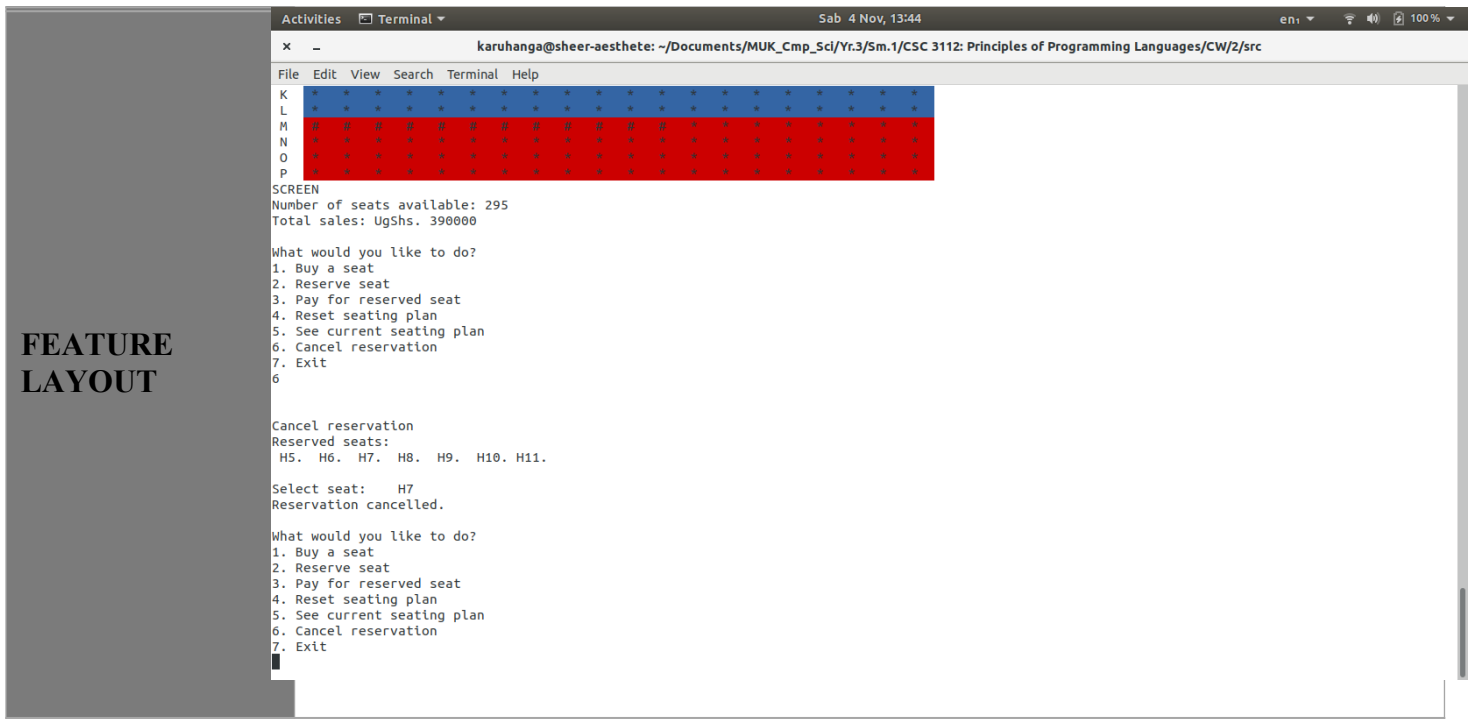 FEATURE
LAYOUT
Activities Terminal Sab 4 Nov, 13:44 en₁ 100 %
karuhanga@sheer-aesthete: ~/Documents/MUK_Cmp_Sci/Yr.3/Sm.1/CSC 3112: Principles of Programming Languages/CW/2/src
File Edit View Search Terminal Help
K * * * * * * * * * * * * * * * * * * * *
L * * * * * * * * * * * * * * * * * * * *
M # # # # # # # # # # # # * * * * * * * *
N * * * * * * * * * * * * * * * * * * * *
O * * * * * * * * * * * * * * * * * * * *
P * * * * * * * * * * * * * * * * * * * *
SCREEN
Number of seats available: 295
Total sales: UgShs. 390000
What would you like to do?
1. Buy a seat
2. Reserve seat
3. Pay for reserved seat
4. Reset seating plan
5. See current seating plan
6. Cancel reservation
7. Exit
6
Cancel reservation
Reserved seats:
H5. H6. H7. H8. H9. H10. H11.
Select seat: H7
Reservation cancelled.
What would you like to do?
1. Buy a seat
2. Reserve seat
3. Pay for reserved seat
4. Reset seating plan
5. See current seating plan
6. Cancel reservation
7. Exit